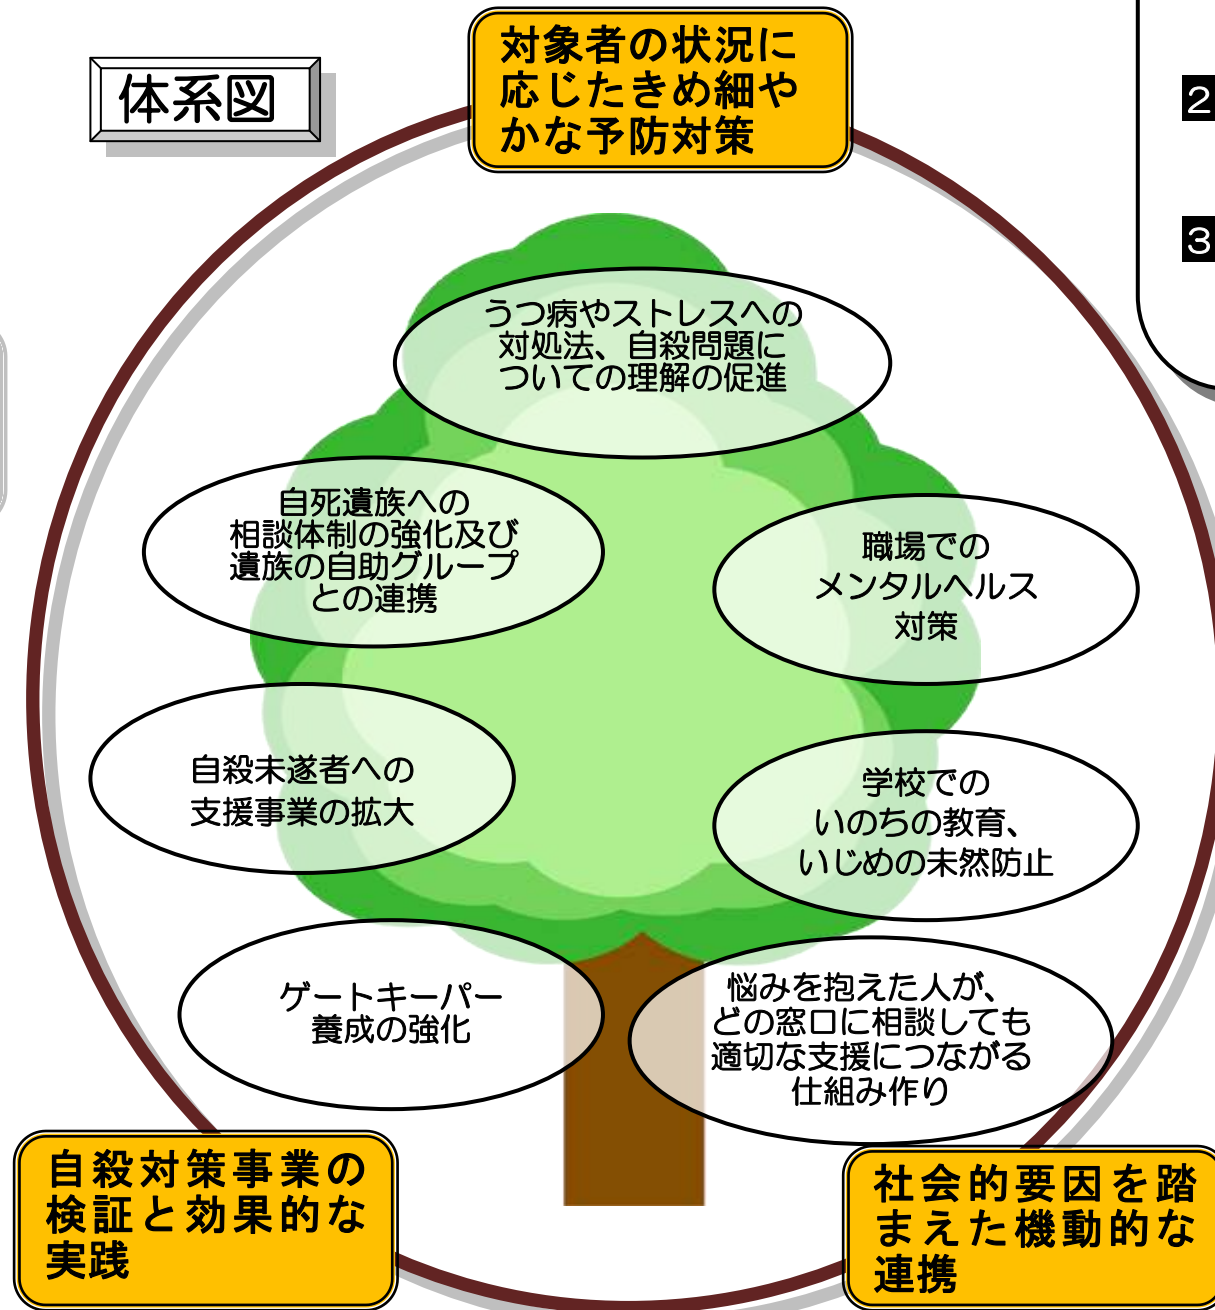 体系図
対象者の状況に
応じたきめ細や
かな予防対策
2
3
うつ病やストレスへの
対処法、自殺問題に
ついての理解の促進
自死遺族への
相談体制の強化及び
遺族の自助グループ
との連携
職場での
メンタルヘルス
対策
自殺未遂者への
支援事業の拡大
学校での
いのちの教育、
いじめの未然防止
ゲートキーパー
養成の強化
悩みを抱えた人が、
どの窓口に相談しても
適切な支援につながる
仕組み作り
自殺対策事業の
検証と効果的な
実践
社会的要因を踏
まえた機動的な
連携